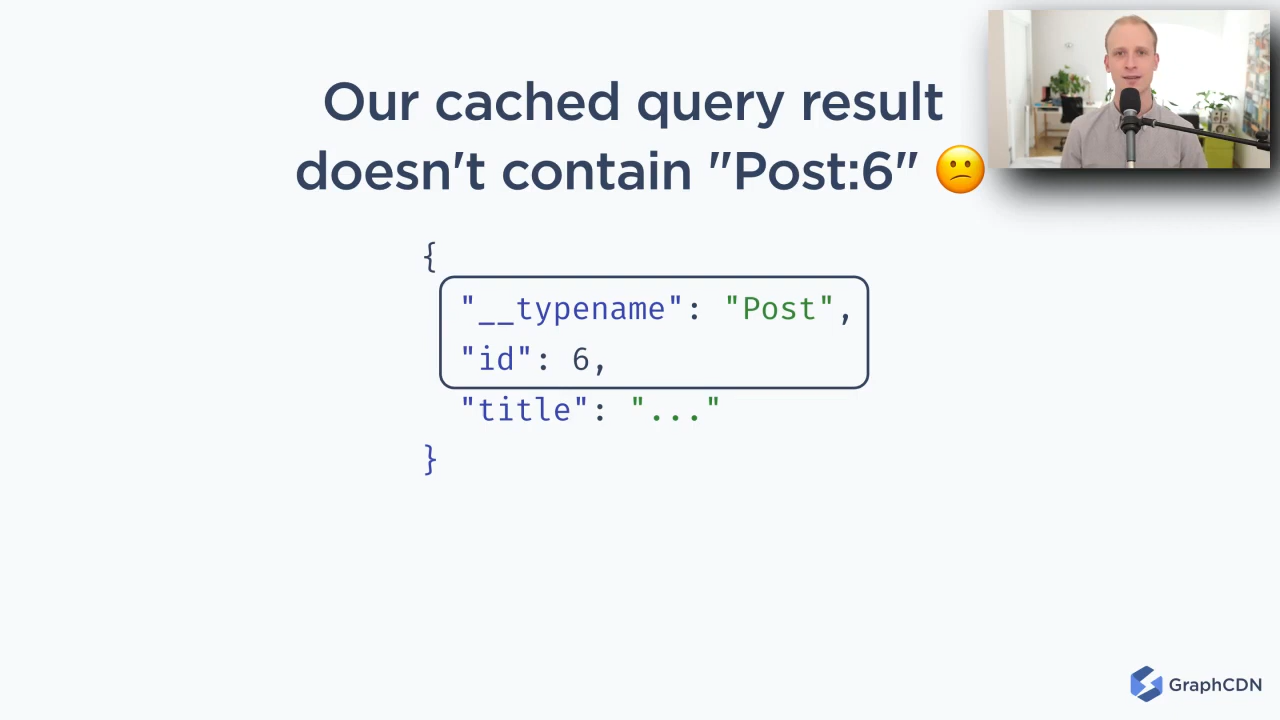 Our cached query result
doesn't contain "Post:6" 😕
{
"__typename": "Post",
"id": 6,
"title": "..."
}
GraphCDN